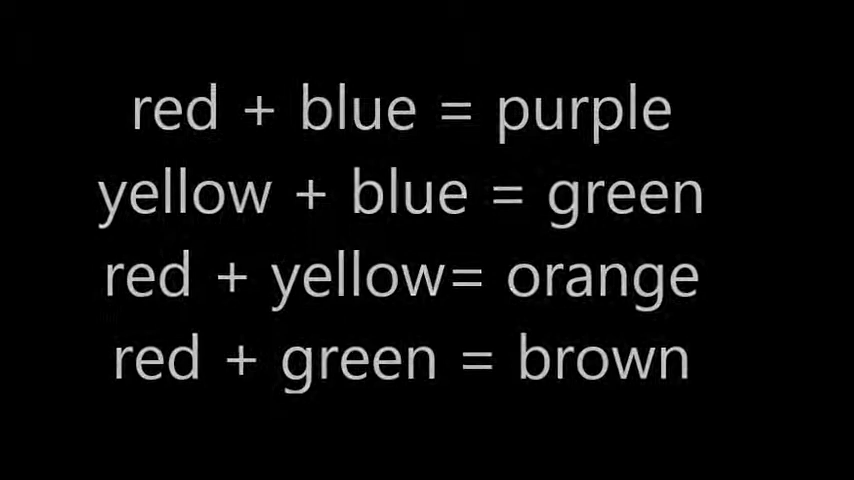 red + blue = purple
yellow + blue = green
red + yellow= orange
red + green = brown